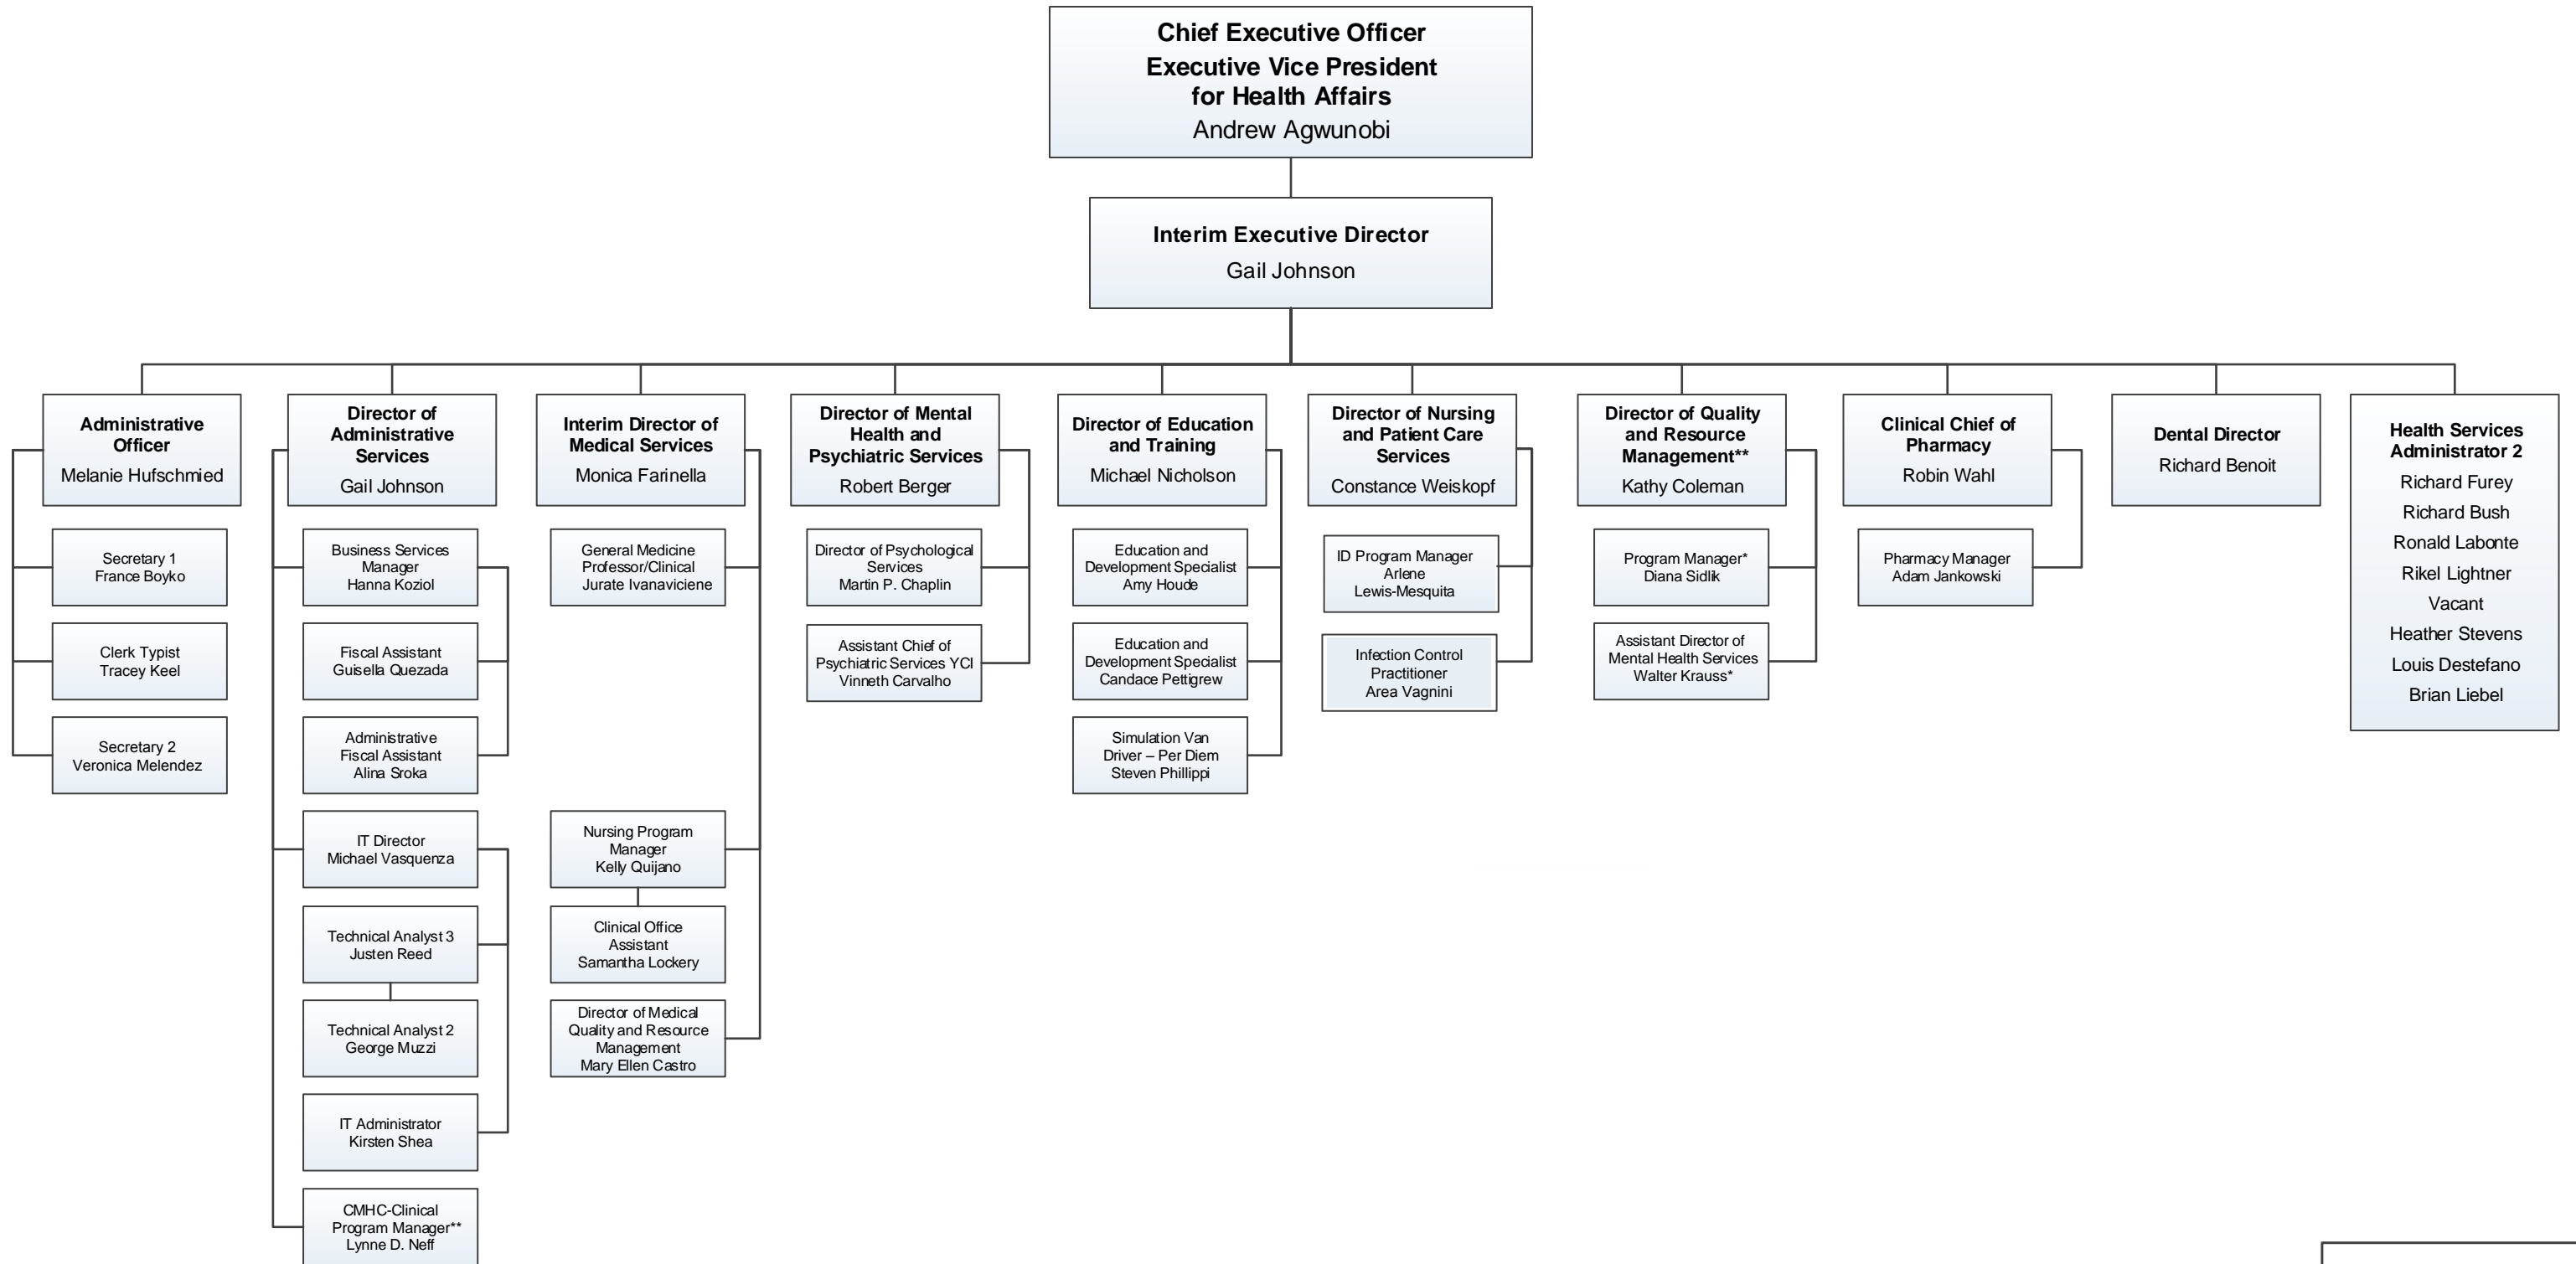 Chief Executive Officer
Executive Vice President
for Health Affairs
Andrew Agwunobi
Interim Executive Director
Gail Johnson
Administrative
Officer
Melanie Hufschmied
Secretary 1
France Boyko
Clerk Typist
Tracey Keel
Secretary 2
Veronica Melendez
Director of
Administrative
Services
Gail Johnson
Business Services
Manager
Hanna Koziol
Fiscal Assistant
Guisella Quezada
Administrative
Fiscal Assistant
Alina Sroka
IT Director
Michael Vasquenza
Technical Analyst 3
Justen Reed
Technical Analyst 2
George Muzzi
IT Administrator
Kirsten Shea
CMHC-Clinical
Program Manager**
Lynne D. Neff
Interim Director of
Medical Services
Monica Farinella
General Medicine
Professor/Clinical
Jurate Ivanaviciene
Nursing Program
Manager
Kelly Quijano
Clinical Office
Assistant
Samantha Lockery
Director of Medical
Quality and Resource
Management
Mary Ellen Castro
Director of Mental
Health and
Psychiatric Services
Robert Berger
Director of Psychological
Services
Martin P. Chaplin
Assistant Chief of
Psychiatric Services YCI
Vinneth Carvalho
Director of Education
and Training
Michael Nicholson
Education and
Development Specialist
Amy Houde
Education and
Development Specialist
Candace Pettigrew
Simulation Van
Driver – Per Diem
Steven Phillippi
Director of Nursing
and Patient Care
Services
Constance Weiskopf
ID Program Manager
Arlene
Lewis-Mesquita
Infection Control
Practitioner
Area Vagnini
Director of Quality
and Resource
Management**
Kathy Coleman
Program Manager*
Diana Sidlik
Assistant Director of
Mental Health Services
Walter Krauss*
Clinical Chief of
Pharmacy
Robin Wahl
Pharmacy Manager
Adam Jankowski
Dental Director
Richard Benoit
Health Services
Administrator 2
Richard Furey
Richard Bush
Ronald Labonte
Rikel Lightner
Vacant
Heather Stevens
Louis Destefano
Brian Liebel